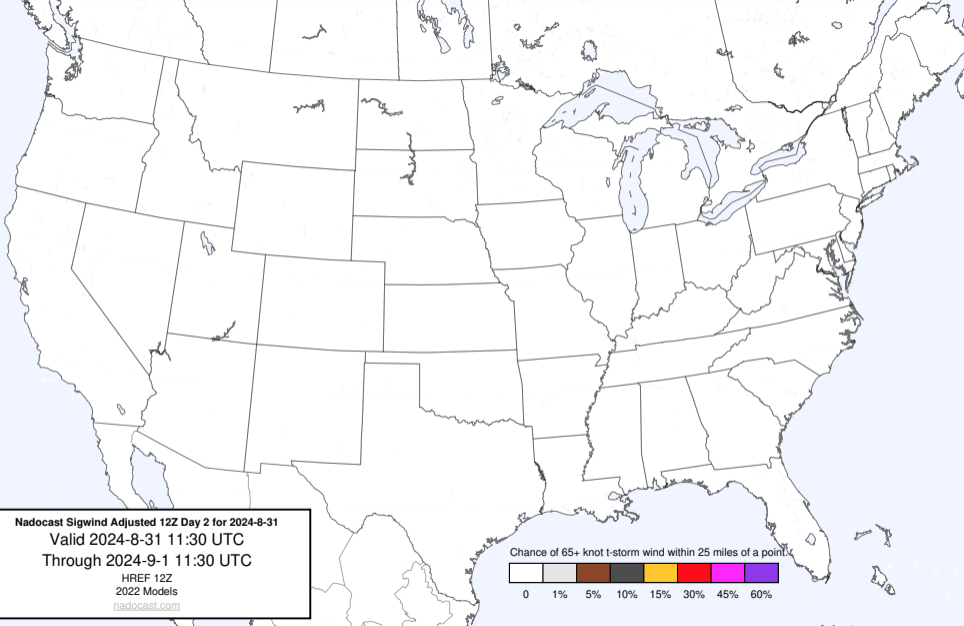 Nadocast Sigwind Adjusted 12Z Day 2 for 2024-8-31
Valid 2024-8-31 11:30 UTC
Through 2024-9-1 11:30 UTC
HREF 12Z
2022 Models
nadocast.com
Chance of 65+ knot t-storm wind within 25 miles of a point.
0 1% 5% 10% 15% 30% 45% 60%